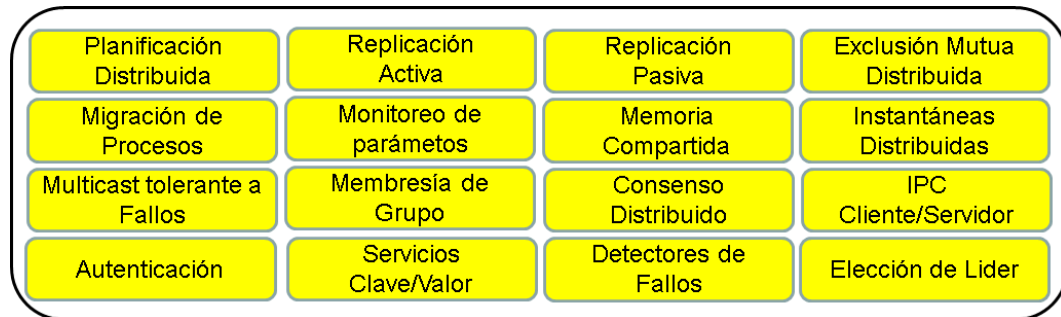 Planificación
Distribuida
Replicación
Activa
Replicación
Pasiva
Exclusión Mutua
Distribuida
Migración de
Procesos
Monitoreo de
parámetos
Memoria
Compartida
Instantáneas
Distribuidas
Multicast tolerante a
Fallos
Membresía de
Grupo
Consenso
Distribuido
IPC
Cliente/Servidor
Autenticación
Servicios
Clave/Valor
Detectores de
Fallos
Elección de Lider